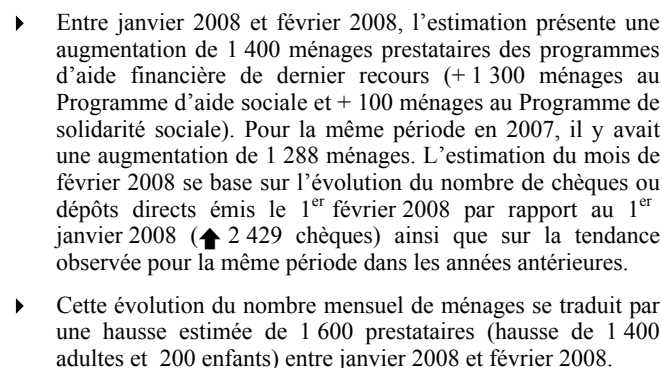 Entre janvier 2008 et février 2008, l’estimation présente une
augmentation de 1 400 ménages prestataires des programmes
d’aide financière de dernier recours (+ 1 300 ménages au
Programme d’aide sociale et + 100 ménages au Programme de
solidarité sociale). Pour la même période en 2007, il y avait
une augmentation de 1 288 ménages. L’estimation du mois de
février 2008 se base sur l’évolution du nombre de chèques ou
dépôts directs émis le 1er février 2008 par rapport au 1er
janvier 2008 (🡅 2 429 chèques) ainsi que sur la tendance
observée pour la même période dans les années antérieures.
Cette évolution du nombre mensuel de ménages se traduit par
une hausse estimée de 1 600 prestataires (hausse de 1 400
adultes et 200 enfants) entre janvier 2008 et février 2008.